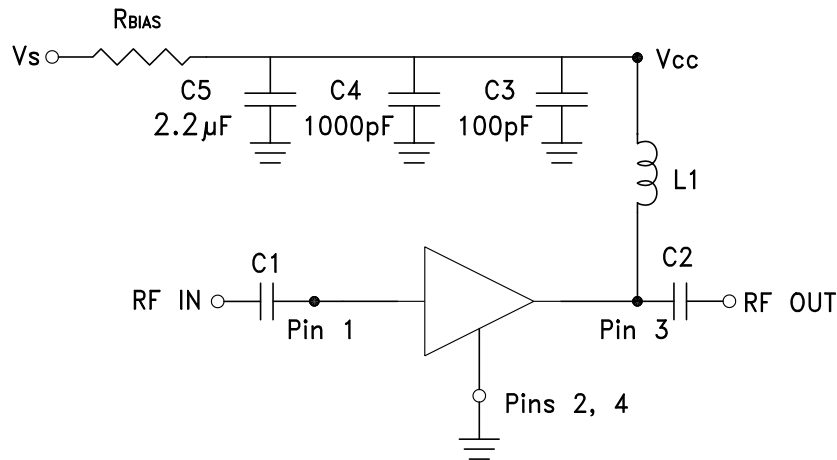 RBIAS
Vs
Vcc
C5
2.2µF
C4
1000pF
C3
100pF
L1
C1
C2
RF IN
RF OUT
Pin 1
Pin 3
Pins 2, 4